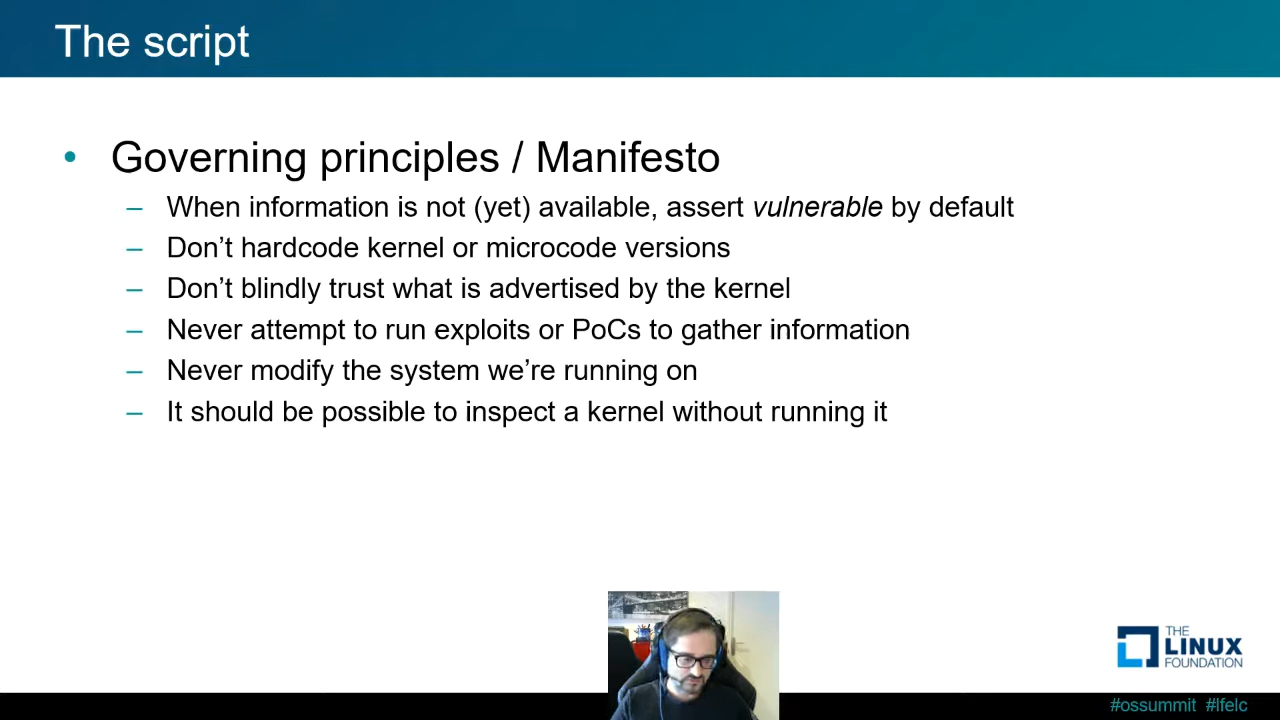 The script
• Governing principles / Manifesto
– When information is not (yet) available, assert vulnerable by default
– Don’t hardcode kernel or microcode versions
– Don’t blindly trust what is advertised by the kernel
– Never attempt to run exploits or PoCs to gather information
– Never modify the system we’re running on
– It should be possible to inspect a kernel without running it
THE
LINUX
FOUNDATION
#ossummit #lfelc